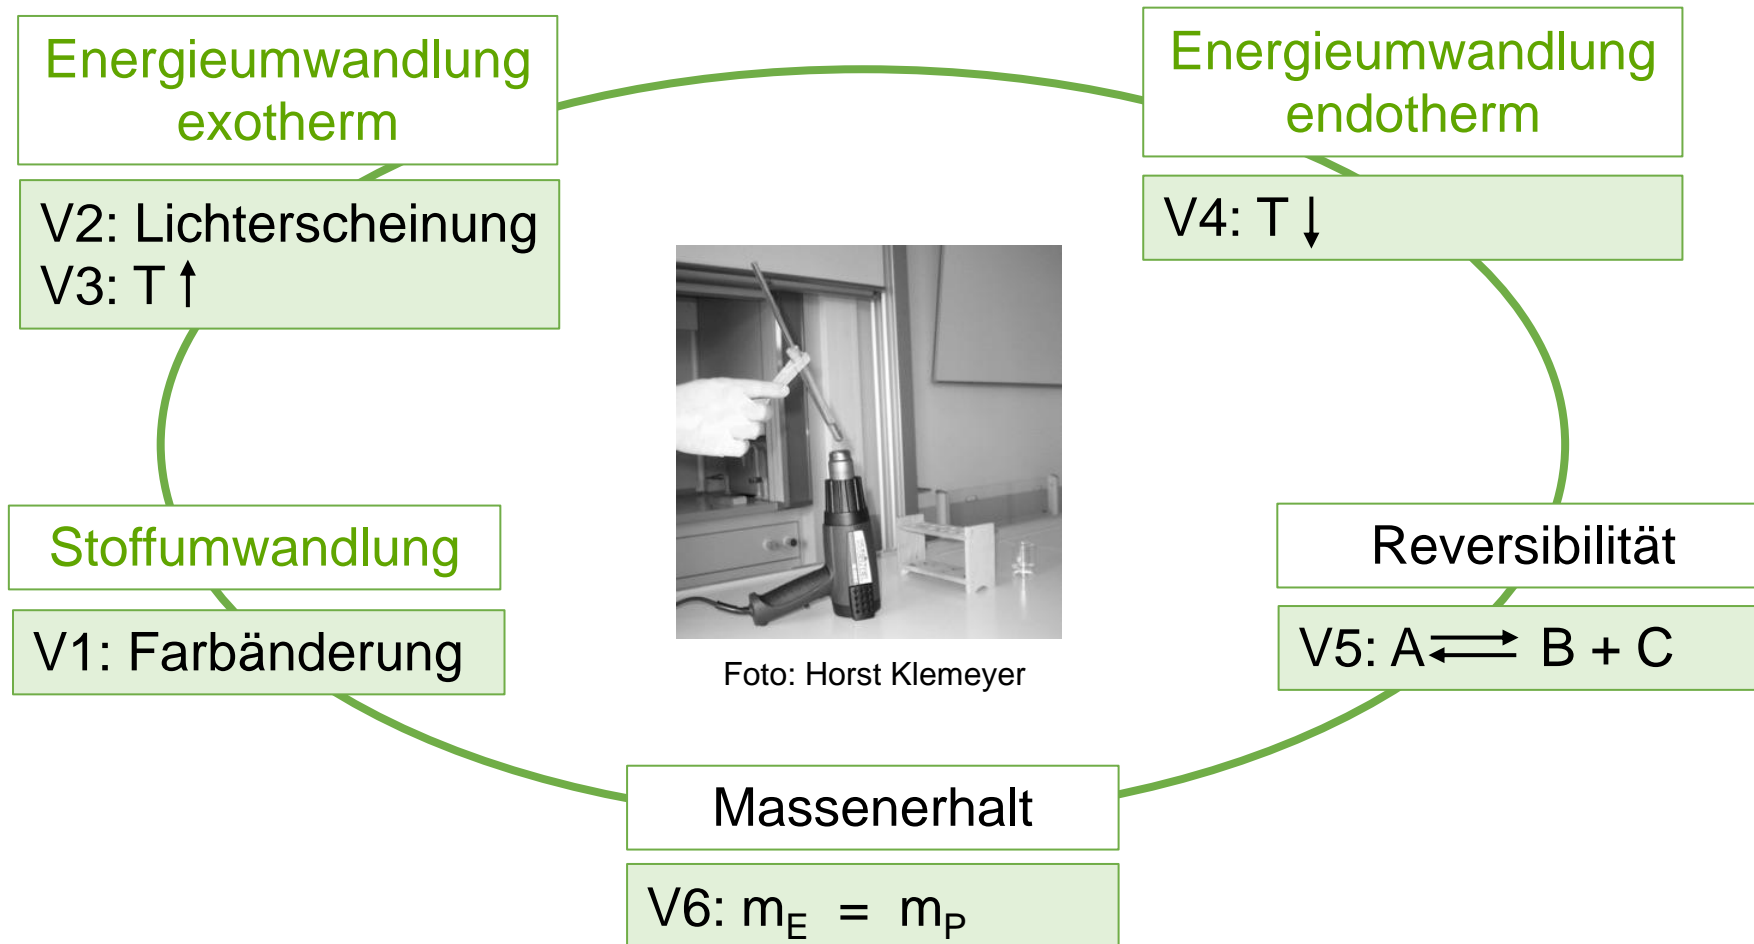 Energieumwandlung
exotherm
V2: Lichterscheinung
V3: T ↑
Energieumwandlung
endotherm
V4: T ↓
Stoffumwandlung
V1: Farbänderung
Foto: Horst Klemeyer
Reversibilität
V5: A ⇄ B + C
Massenerhalt
V6: mE = mP